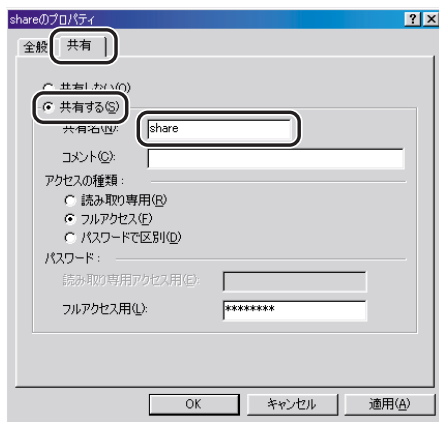 shareのプロパティ
全般 共有
共有しない(O)
共有する(S)
共有名(N): share
コメント(C):
アクセスの種類:
読み取り専用(R)
フルアクセス(F)
パスワードで区別(D)
パスワード:
読み取り専用アクセス用(E):
フルアクセス用(L): ********
OK キャンセル 適用(A)